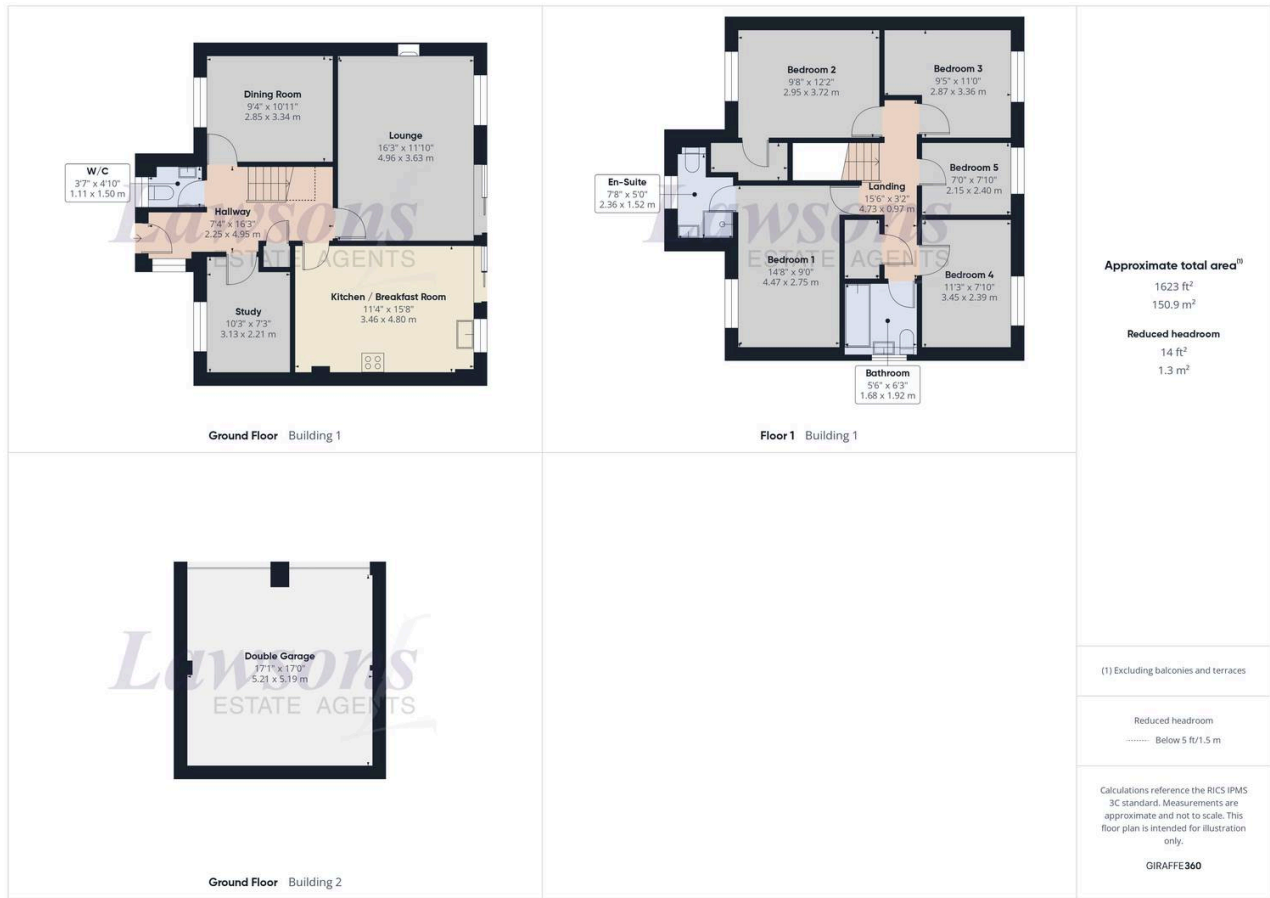 Dining Room
9'4" x 10'11"
2.85 x 3.34 m
Lounge
16'3" x 11'10"
4.96 x 3.63 m
W/C
3'7" x 4'10"
1.11 x 1.50 m
Hallway
7'4" x 16'3"
2.25 x 4.95 m
Lawsons
ESTATE AGENTS
Study
10'3" x 7'3"
3.13 x 2.21 m
Kitchen / Breakfast Room
11'4" x 15'8"
3.46 x 4.80 m
Ground Floor Building 1
Bedroom 2
9'8" x 12'2"
2.95 x 3.72 m
Bedroom 3
9'5" x 11'0"
2.87 x 3.36 m
En-Suite
7'8" x 5'0"
2.36 x 1.52 m
Bedroom 5
7'0" x 7'10"
2.15 x 2.40 m
Landing
15'6" x 3'2"
4.73 x 0.97 m
Lawsons
ESTATE AGENTS
Bedroom 1
14'8" x 9'0"
4.47 x 2.75 m
Bedroom 4
11'3" x 7'10"
3.45 x 2.39 m
Bathroom
5'6" x 6'3"
1.68 x 1.92 m
Floor 1 Building 1
Approximate total area(1)
1623 ft²
150.9 m²
Reduced headroom
14 ft²
1.3 m²
Double Garage
17'1" x 17'0"
5.21 x 5.19 m
Lawsons
ESTATE AGENTS
Ground Floor Building 2
(1) Excluding balconies and terraces
Reduced headroom
Below 5 ft/1.5 m
Calculations reference the RICS IPMS
3C standard. Measurements are
approximate and not to scale. This
floor plan is intended for illustration
only.
GIRAFFE360